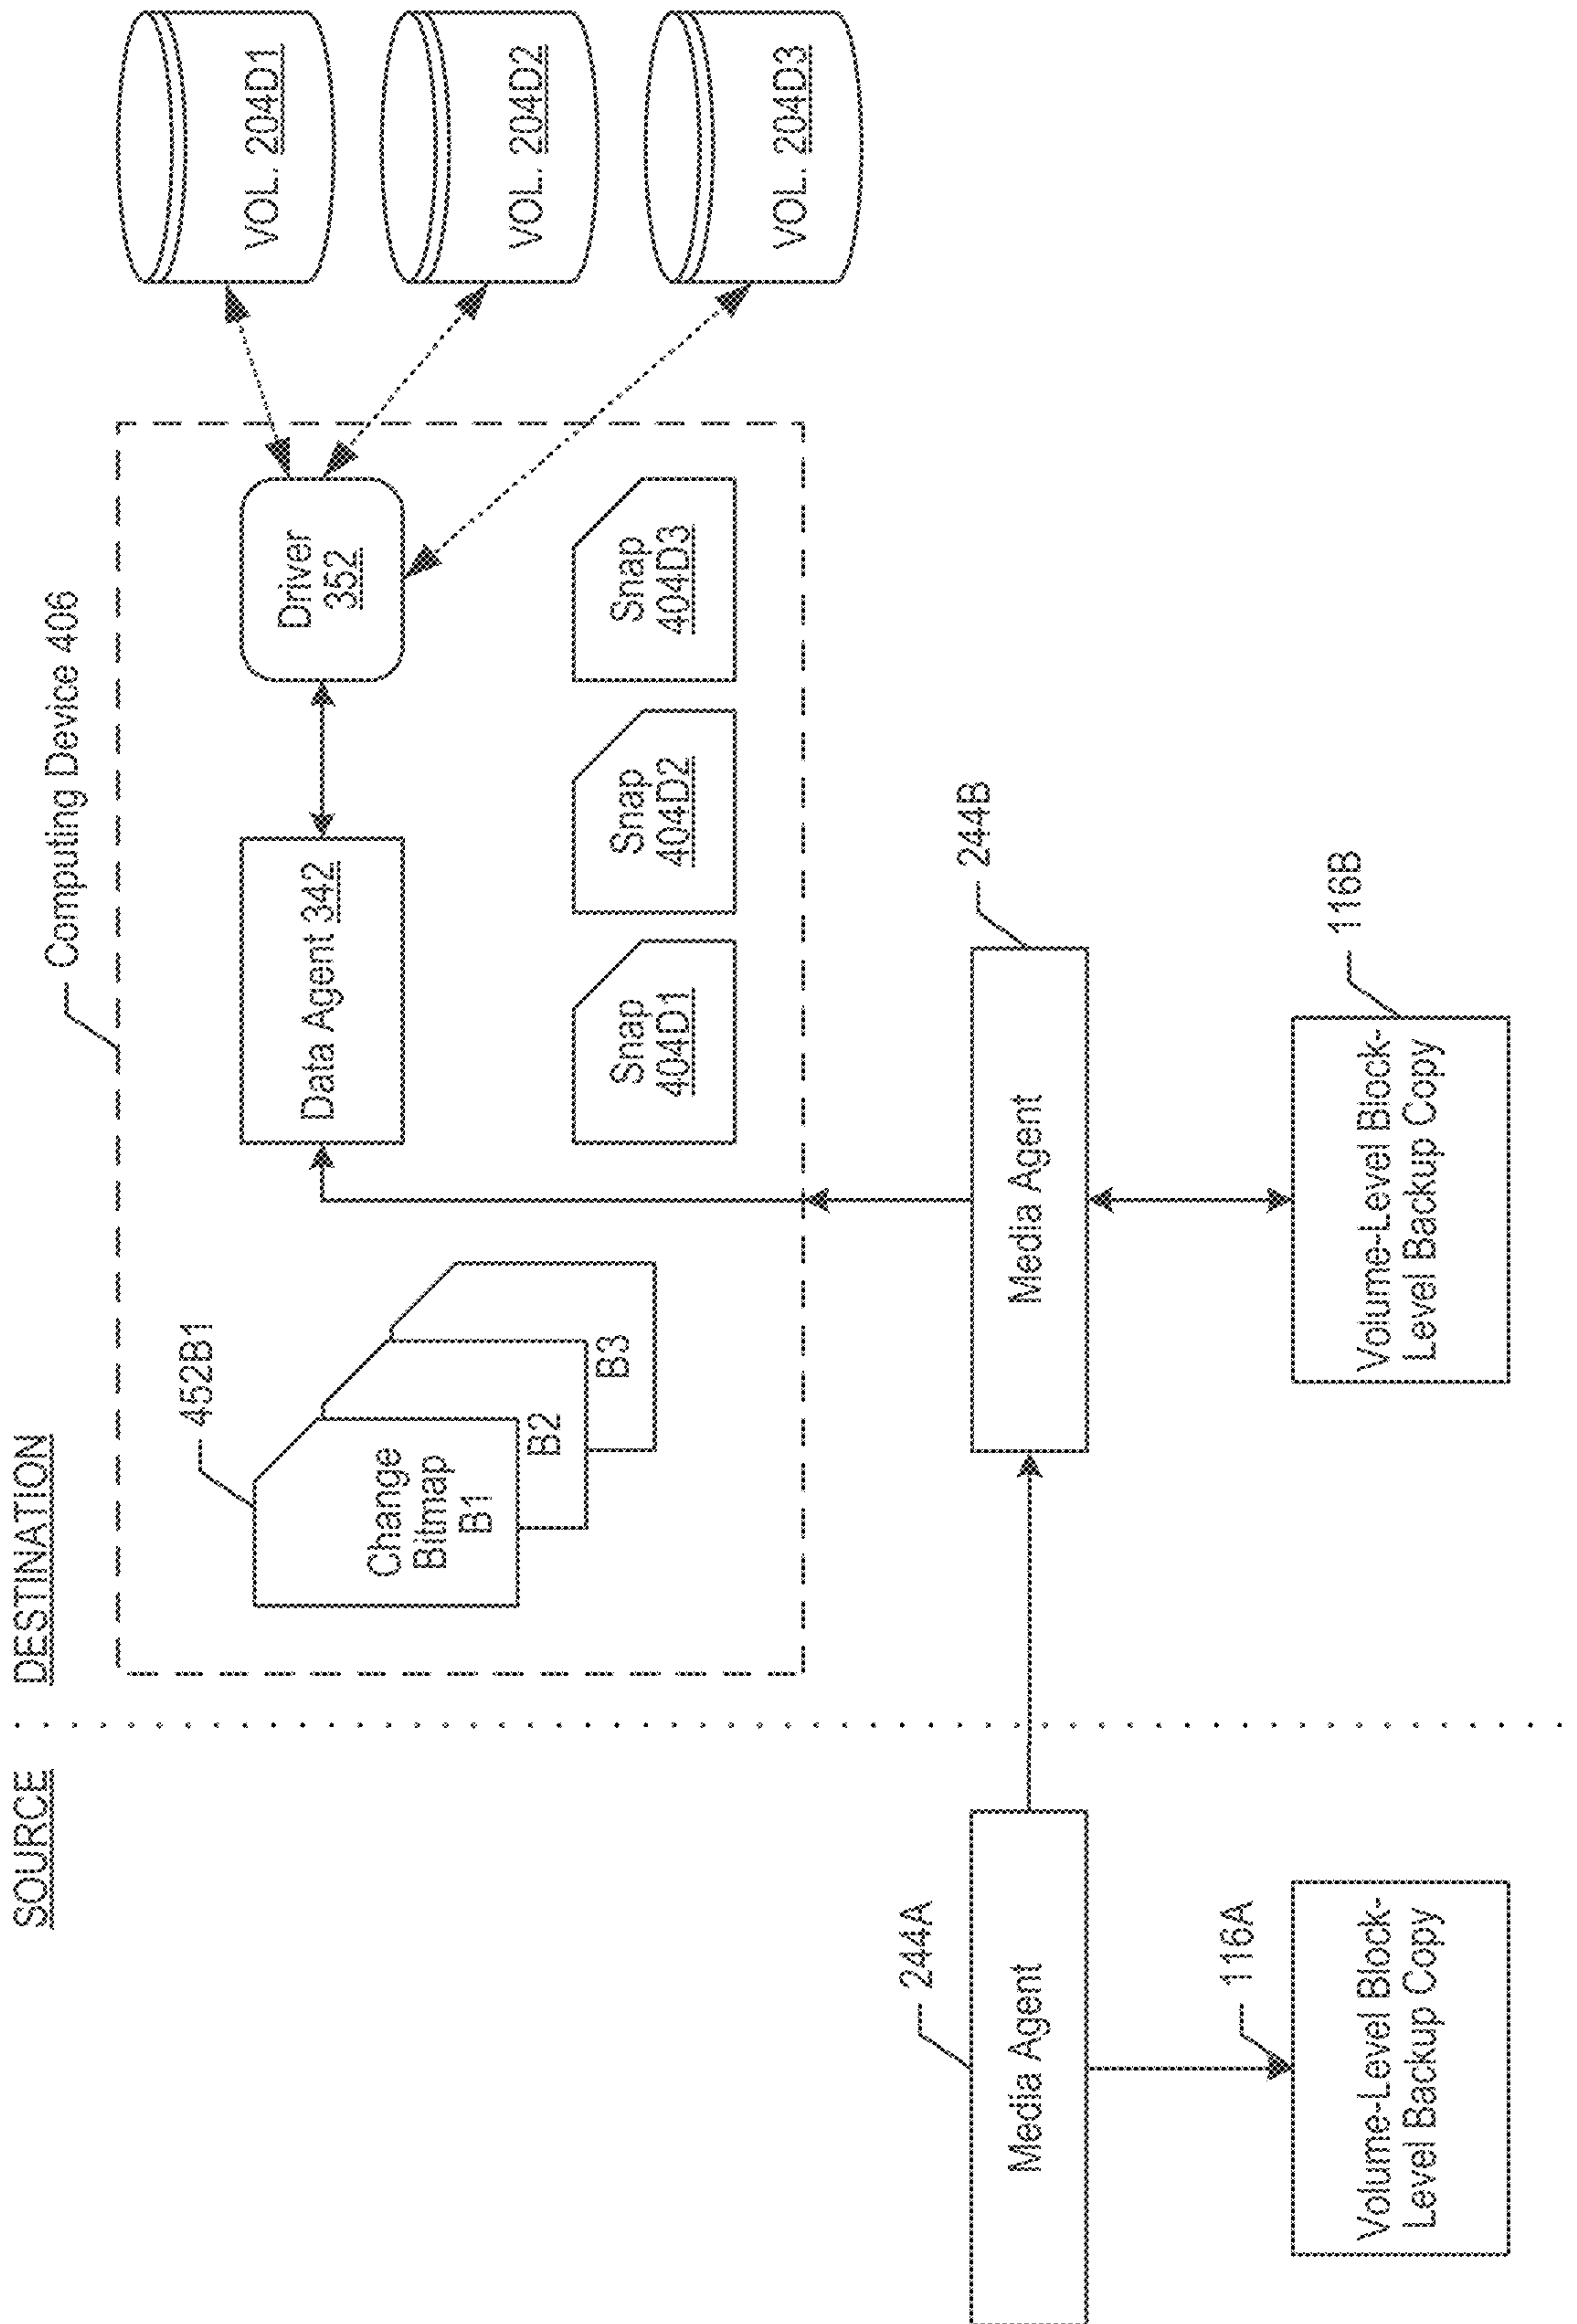 SOURCE
DESTINATION
Computing Device 406
452B1
Change
Bitmap
B1
B2
B3
Data Agent 342
Driver
352
VOL. 204D1
VOL. 204D2
VOL. 204D3
Snap
404D1
Snap
404D2
Snap
404D3
244A
Media Agent
244B
Media Agent
116A
Volume-Level Block-
Level Backup Copy
116B
Volume-Level Block-
Level Backup Copy